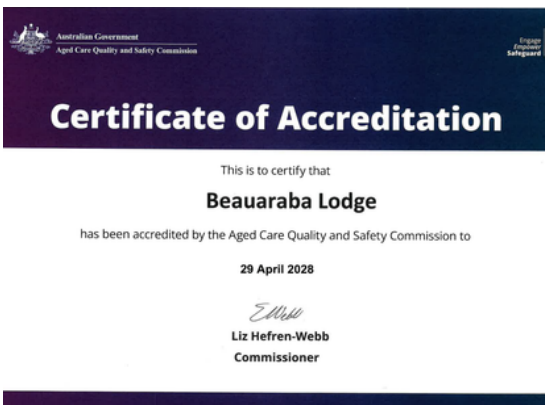 Australian Government
Aged Care Quality and Safety Commission
Engage
Empower
Safeguard
Certificate of Accreditation
This is to certify that
Beauaraba Lodge
has been accredited by the Aged Care Quality and Safety Commission to
29 April 2028
EWebb
Liz Hefren-Webb
Commissioner